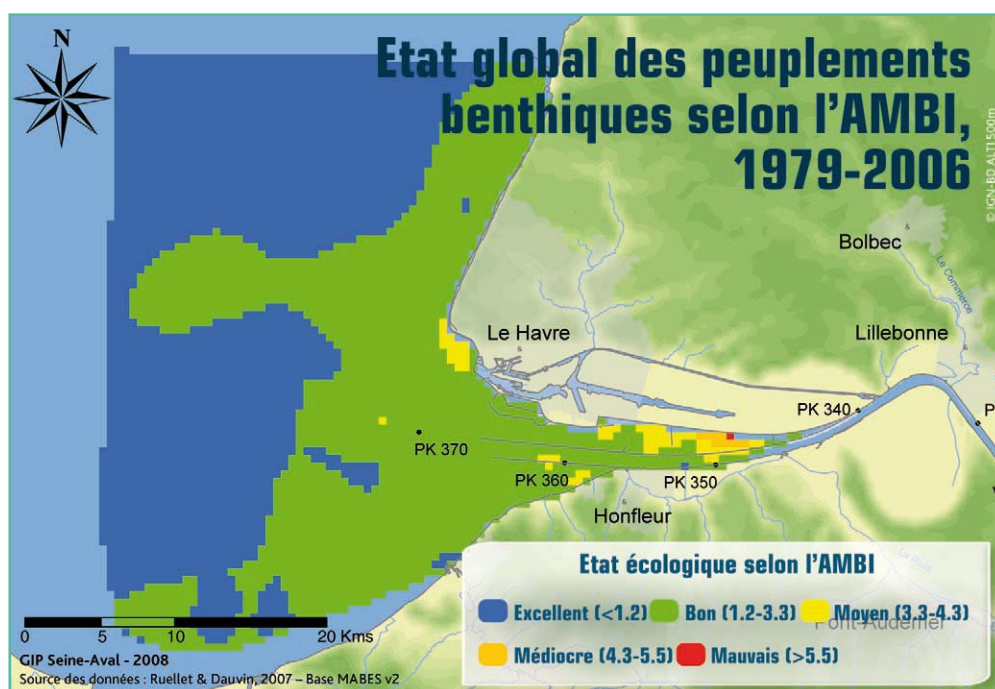 N
Etat global des peuplements
benthiques selon l'AMBI,
1979-2006
© IGN-BD ALTI 500m
Bolbec
Le Commerce
Le Havre
Lillebonne
PK 340
P
PK 370
PK 360
PK 350
Honfleur
Etat écologique selon l'AMBI
Excellent (<1.2) Bon (1.2-3.3) Moyen (3.3-4.3)
Pont-Audemer
Médiocre (4.3-5.5) Mauvais (>5.5)
0 5 10 20 Kms
GIP Seine-Aval - 2008
Source des données : Ruellet & Dauvin, 2007 – Base MABES v2